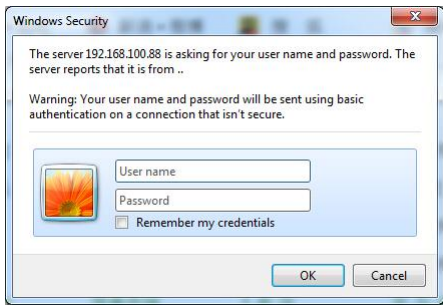 Windows Security
The server 192.168.100.88 is asking for your user name and password. The
server reports that it is from ..
Warning: Your user name and password will be sent using basic
authentication on a connection that isn't secure.
User name
Password
Remember my credentials
OK
Cancel